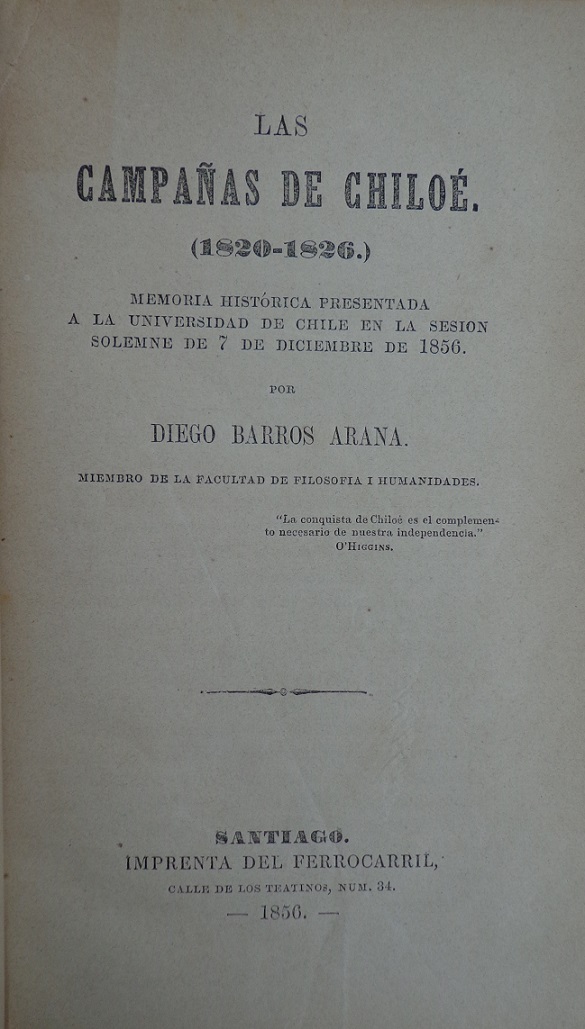 LAS
CAMPAÑAS DE CHILOÉ.
(1820-1826.)
MEMORIA HISTÓRICA PRESENTADA
A LA UNIVERSIDAD DE CHILE EN LA SESION
SOLEMNE DE 7 DE DICIEMBRE DE 1856.
POR
DIEGO BARROS ARANA.
MIEMBRO DE LA FACULTAD DE FILOSOFIA I HUMANIDADES.
"La conquista de Chiloé es el complemen-
to necesario de nuestra independencia."
O'HIGGINS.
SANTIAGO.
IMPRENTA DEL FERROCARRIL,
CALLE DE LOS TEATINOS, NUM. 34.
— 1856. —